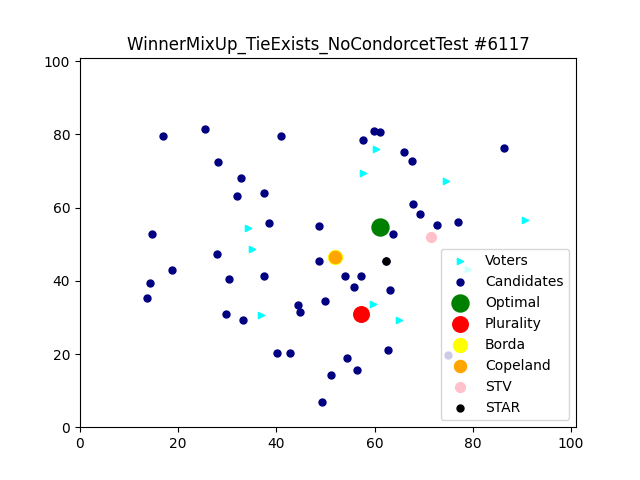 WinnerMixUp_TieExists_NoCondorcetTest #6117
100
80
60
40
20
0
0
20
40
60
80
100
Voters
Candidates
Optimal
Plurality
Borda
Copeland
STV
STAR